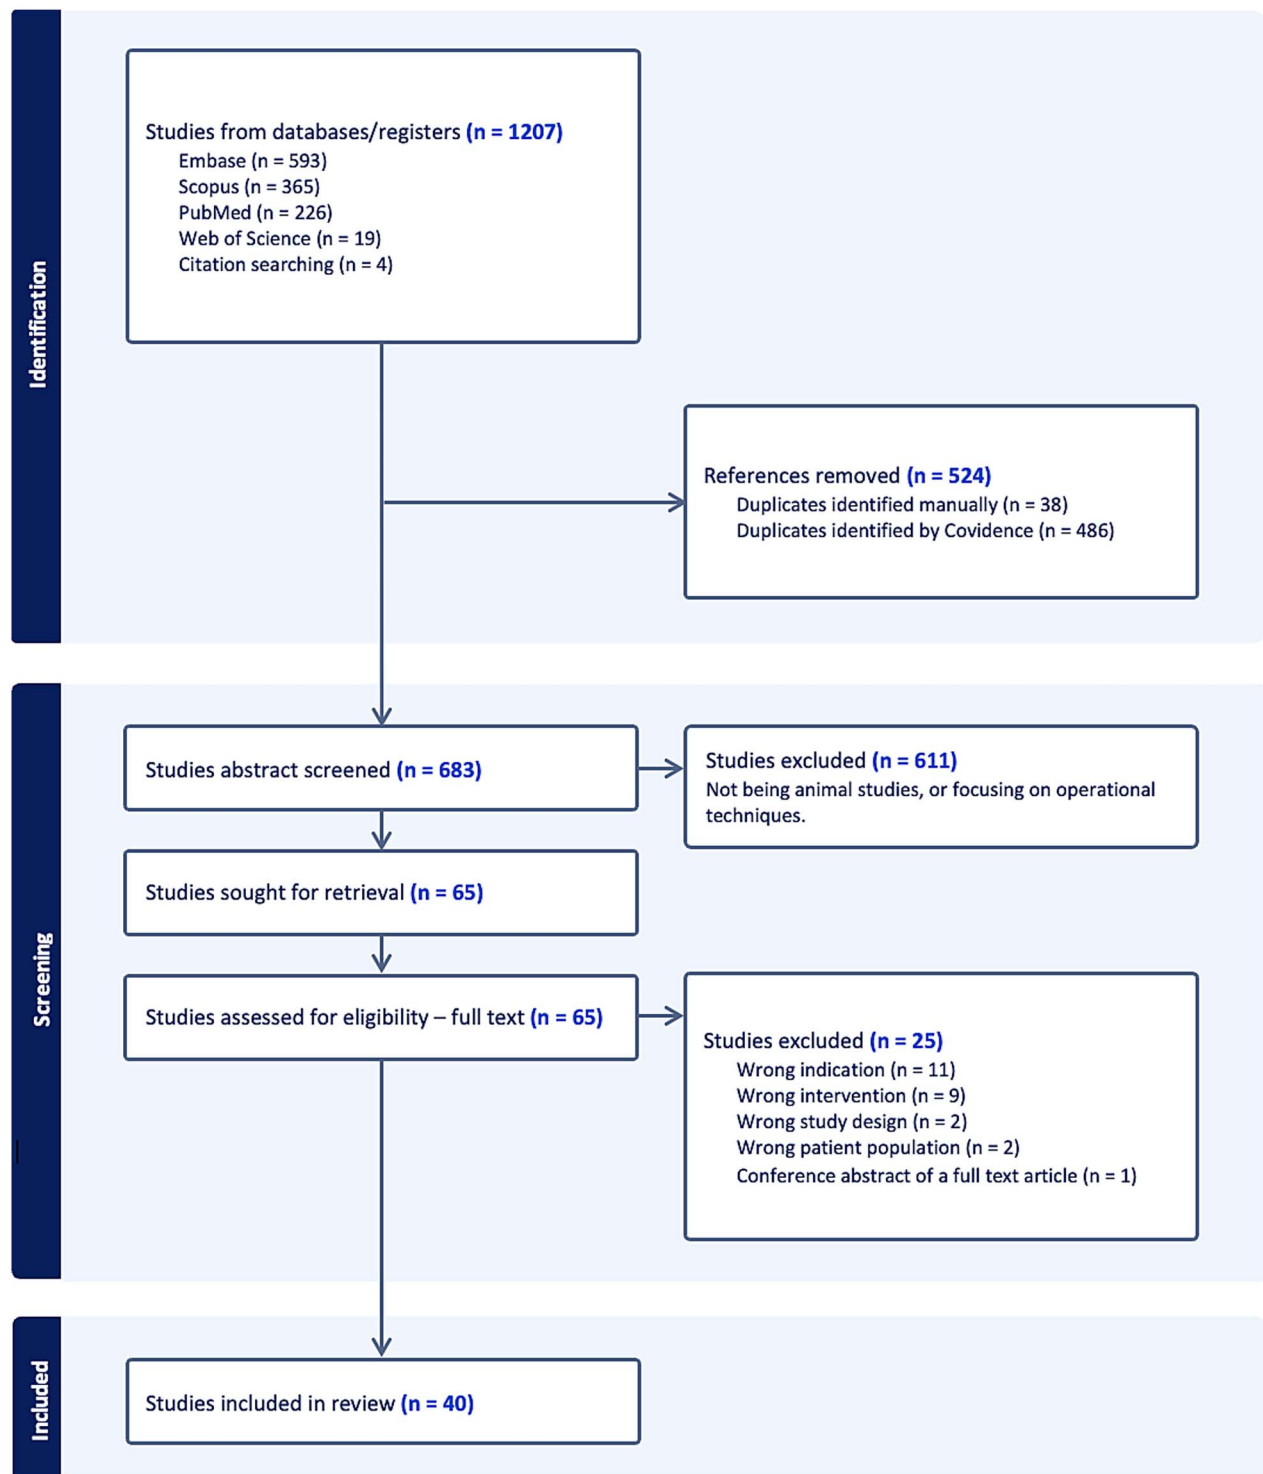 Identification
Studies from databases/registers (n = 1207)
Embase (n = 593)
Scopus (n = 365)
PubMed (n = 226)
Web of Science (n = 19)
Citation searching (n = 4)
References removed (n = 524)
Duplicates identified manually (n = 38)
Duplicates identified by Covidence (n = 486)
Screening
Studies abstract screened (n = 683)
Studies excluded (n = 611)
Not being animal studies, or focusing on operational
techniques.
Studies sought for retrieval (n = 65)
Studies assessed for eligibility – full text (n = 65)
Studies excluded (n = 25)
Wrong indication (n = 11)
Wrong intervention (n = 9)
Wrong study design (n = 2)
Wrong patient population (n = 2)
Conference abstract of a full text article (n = 1)
Included
Studies included in review (n = 40)